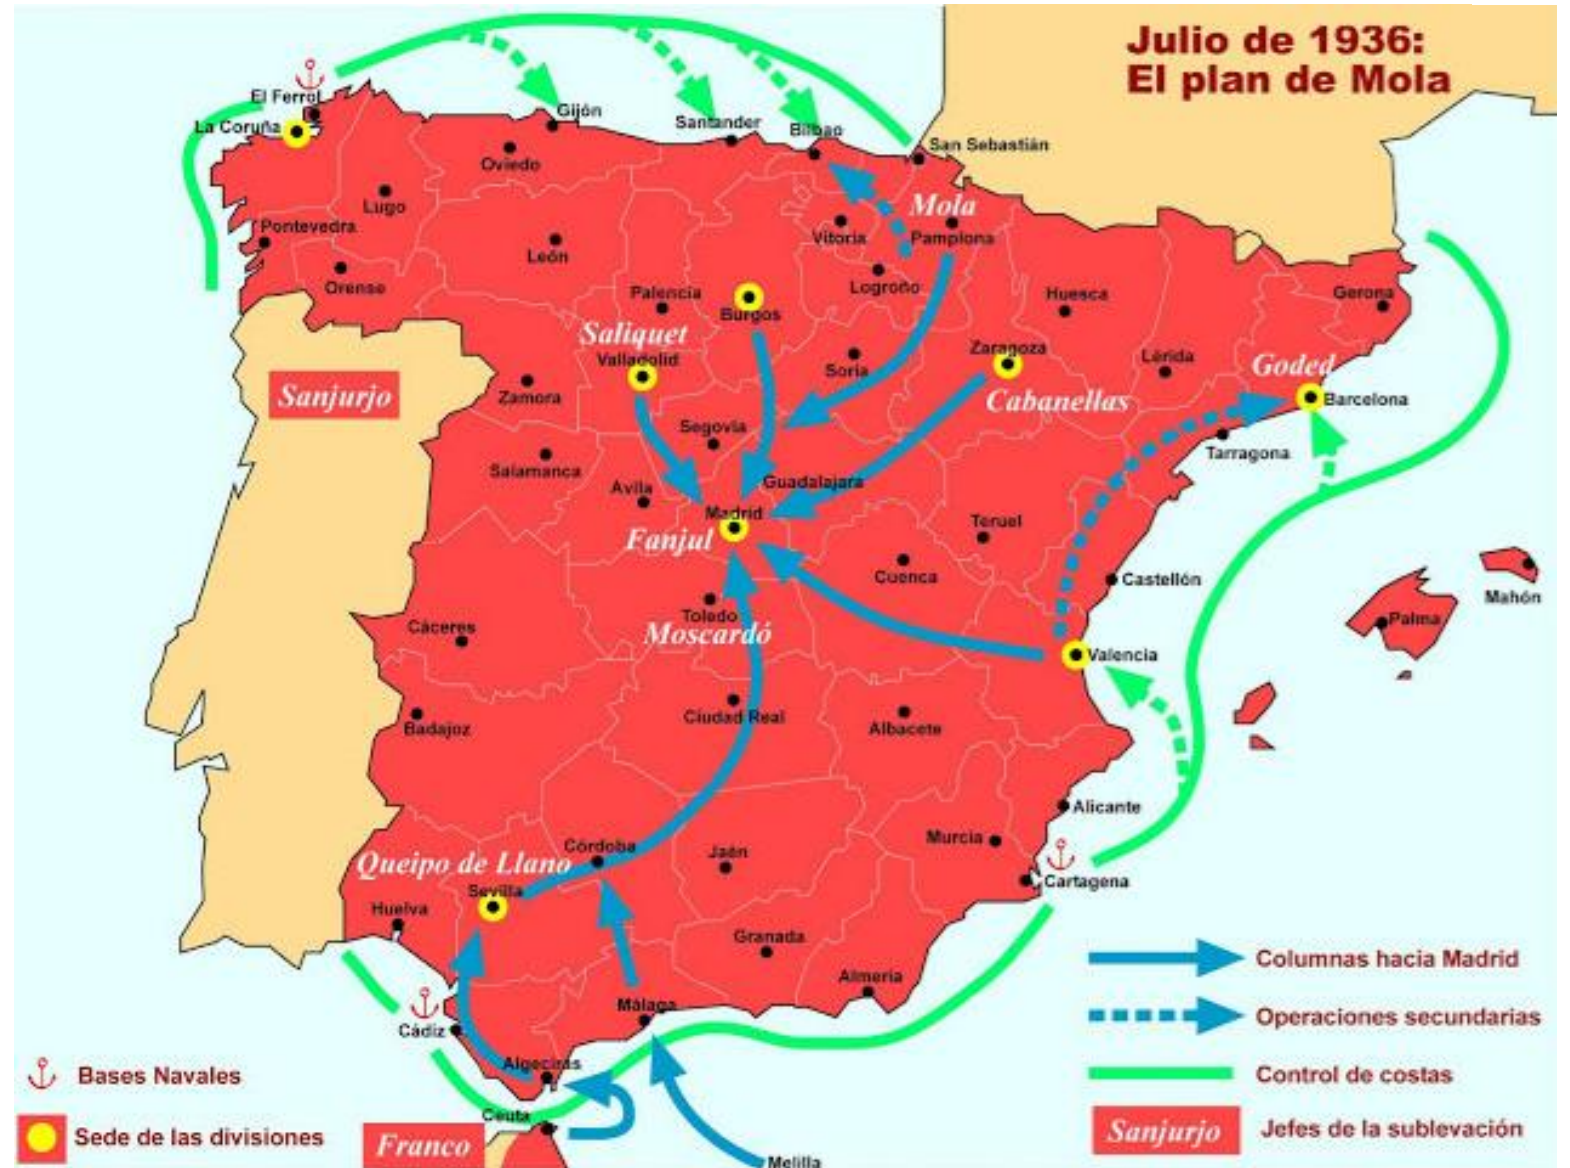 Julio de 1936:
El plan de Mola
El Ferrol
La Coruña
Gijón
Santander
Bilbao
San Sebastián
Oviedo
Lugo
Mola
Pontevedra
Vitoria
Pamplona
León
Orense
Palencia
Burgos
Logroño
Huesca
Gerona
Saliquet
Valladolid
Soria
Zaragoza
Lérida
Goded
Sanjurjo
Zamora
Cabanellas
Barcelona
Segovia
Salamanca
Tarragona
Avila
Guadalajara
Madrid
Teruel
Fanjul
Cuenca
Castellón
Mahón
Toledo
Palma
Cáceres
Moscardó
Valencia
Badajoz
Ciudad Real
Albacete
Alicante
Murcia
Córdoba
Jaén
Queipo de Llano
Cartagena
Sevilla
Huelva
Granada
Almería
Málaga
Cádiz
Algeciras
Ceuta
Franco
Melilla
Columnas hacia Madrid
Operaciones secundarias
Control de costas
Sanjurjo
Jefes de la sublevación
Bases Navales
Sede de las divisiones